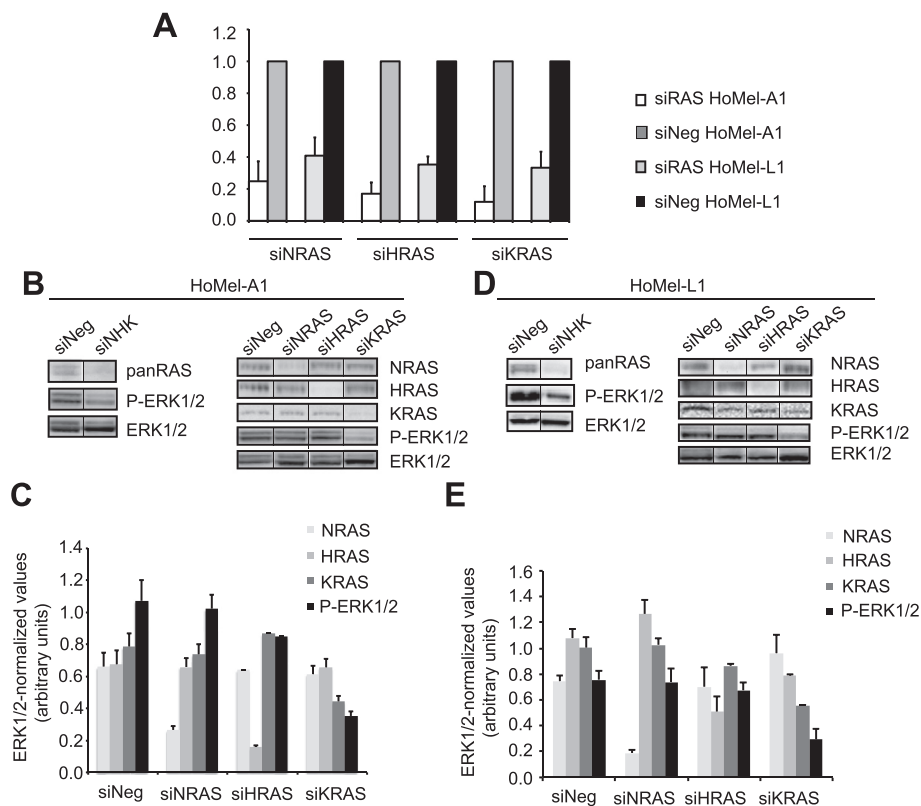 A
1.2
1.0
0.8
0.6
0.4
0.2
0.0
siNRAS siHRAS siKRAS
siRAS HoMel-A1
siNeg HoMel-A1
siRAS HoMel-L1
siNeg HoMel-L1
B
HoMel-A1
siNeg siNHK
panRAS
P-ERK1/2
ERK1/2
siNeg siNRAS siHRAS siKRAS
NRAS
HRAS
KRAS
P-ERK1/2
ERK1/2
D
HoMel-L1
siNeg siNHK
panRAS
P-ERK1/2
ERK1/2
siNeg siNRAS siHRAS siKRAS
NRAS
HRAS
KRAS
P-ERK1/2
ERK1/2
C
ERK1/2-normalized values
(arbitrary units)
1.4
1.2
1.0
0.8
0.6
0.4
0.2
0.0
siNeg siNRAS siHRAS siKRAS
NRAS
HRAS
KRAS
P-ERK1/2
E
ERK1/2-normalized values
(arbitrary units)
1.6
1.4
1.2
1.0
0.8
0.6
0.4
0.2
0.0
siNeg siNRAS siHRAS siKRAS
NRAS
HRAS
KRAS
P-ERK1/2